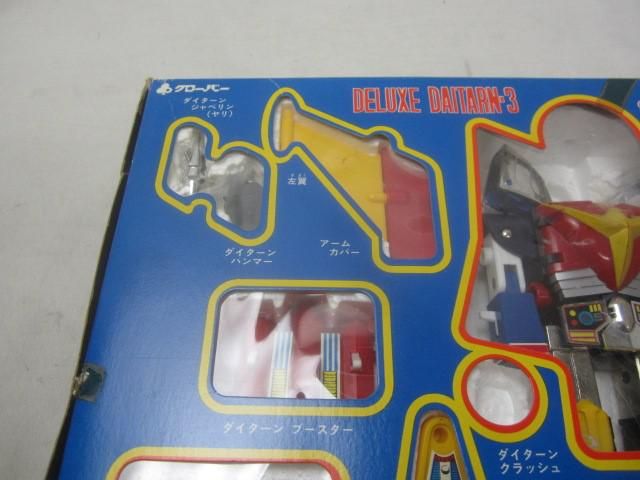 グローバー
DELUXE DAITARN-3
ダイターン
ジャベリン
(ヤリ)
左翼
ダイターン
ハンマー
アーム
カバー
ダイターン ブースター
ダイターン
クラッシュ